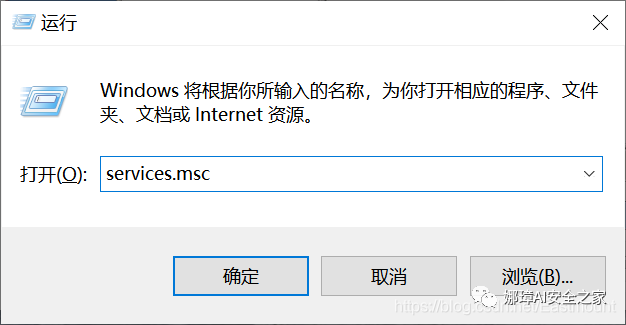 运行
Windows 将根据你所输入的名称，为你打开相应的程序、文件
夹、文档或 Internet 资源。
打开(O):
services.msc
确定
取消
浏览(B)...
娜璋AI安全之家
https://blog.csdn.net/Eastmount